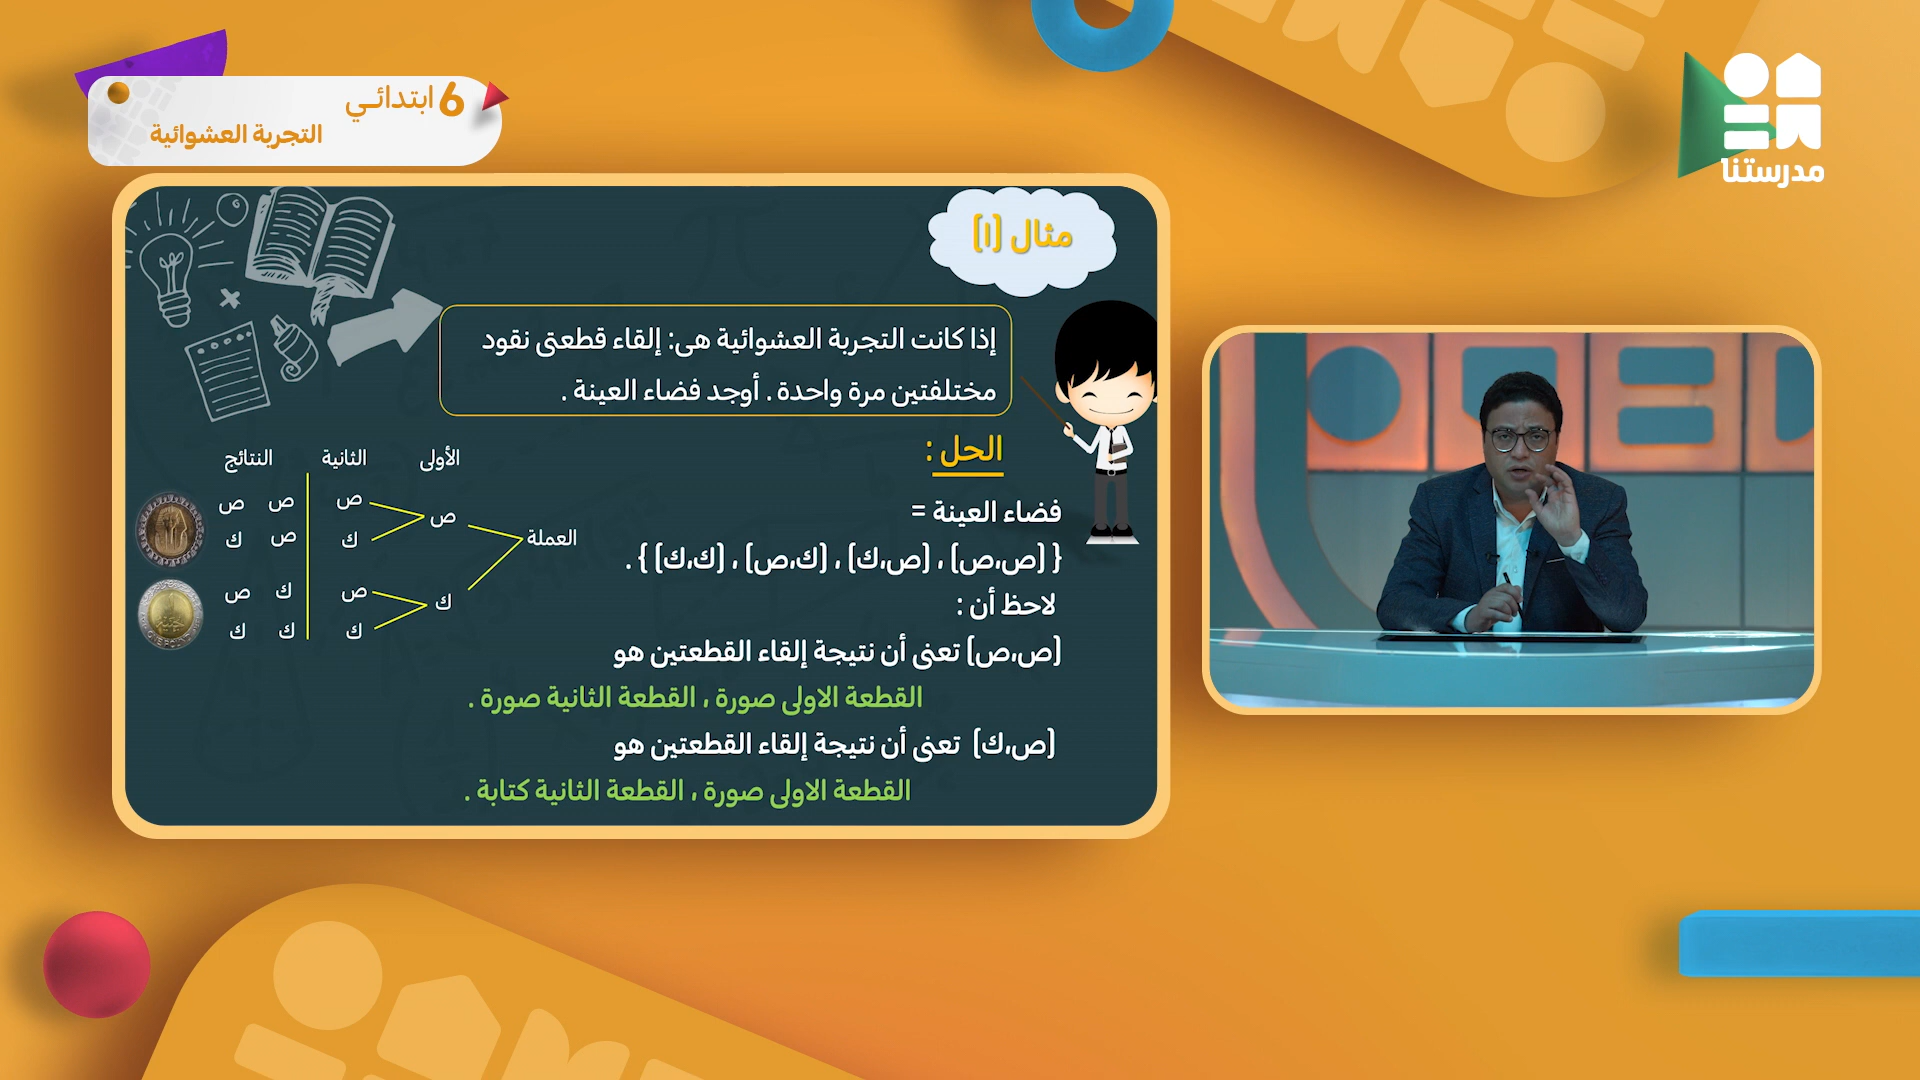 6 ابتدائي
التجربة العشوائية
مدرستنا
مثال (١)
إذا كانت التجربة العشوائية هى: إلقاء قطعتى نقود
مختلفتين مرة واحدة . أوجد فضاء العينة .
الحل :
فضاء العينة =
{ (ص،ص) ، (ص،ك) ، (ك،ص) ، (ك،ك) } .
لاحظ أن :
(ص،ص) تعنى أن نتيجة إلقاء القطعتين هو
القطعة الاولى صورة ، القطعة الثانية صورة .
(ص،ك) تعنى أن نتيجة إلقاء القطعتين هو
القطعة الاولى صورة ، القطعة الثانية كتابة .
الأولى الثانية النتائج
ص ص ص
ص
ك ص ك
العملة
ص ك ص
ك
ك ك ك